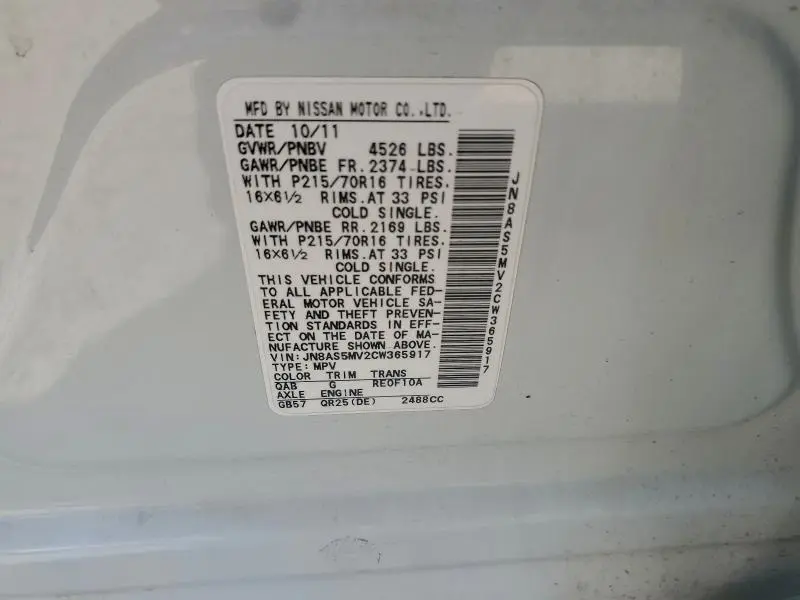 MFD BY NISSAN MOTOR CO.,LTD.
DATE 10/11
GVWR/PNBV 4526 LBS.
GAWR/PNBE FR. 2374 LBS.
WITH P215/70R16 TIRES.
16X6½ RIMS.AT 33 PSI
COLD SINGLE.
GAWR/PNBE RR. 2169 LBS.
WITH P215/70R16 TIRES.
16X6½ RIMS.AT 33 PSI
COLD SINGLE.
THIS VEHICLE CONFORMS
TO ALL APPLICABLE FED-
ERAL MOTOR VEHICLE SA-
FETY AND THEFT PREVEN-
TION STANDARDS IN EFF-
ECT ON THE DATE OF MA-
NUFACTURE SHOWN ABOVE.
VIN: JN8AS5MV2CW365917
TYPE: MPV
COLOR TRIM TRANS
QAB G RE0F10A
AXLE ENGINE
GB57 QR25(DE) 2488CC
JN8AS5MV2CW365917